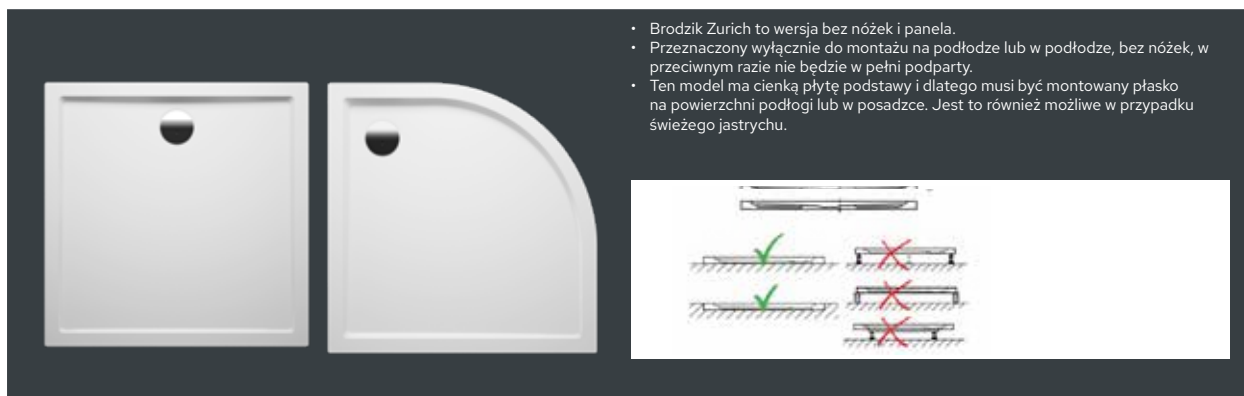 • Brodzik Zurich to wersja bez nóżek i panela.
• Przeznaczony wyłącznie do montażu na podłodze lub w podłodze, bez nóżek, w
przeciwnym razie nie będzie w pełni podparty.
• Ten model ma cienką płytę podstawy i dlatego musi być montowany płasko
na powierzchni podłogi lub w posadzce. Jest to również możliwe w przypadku
świeżego jastrychu.